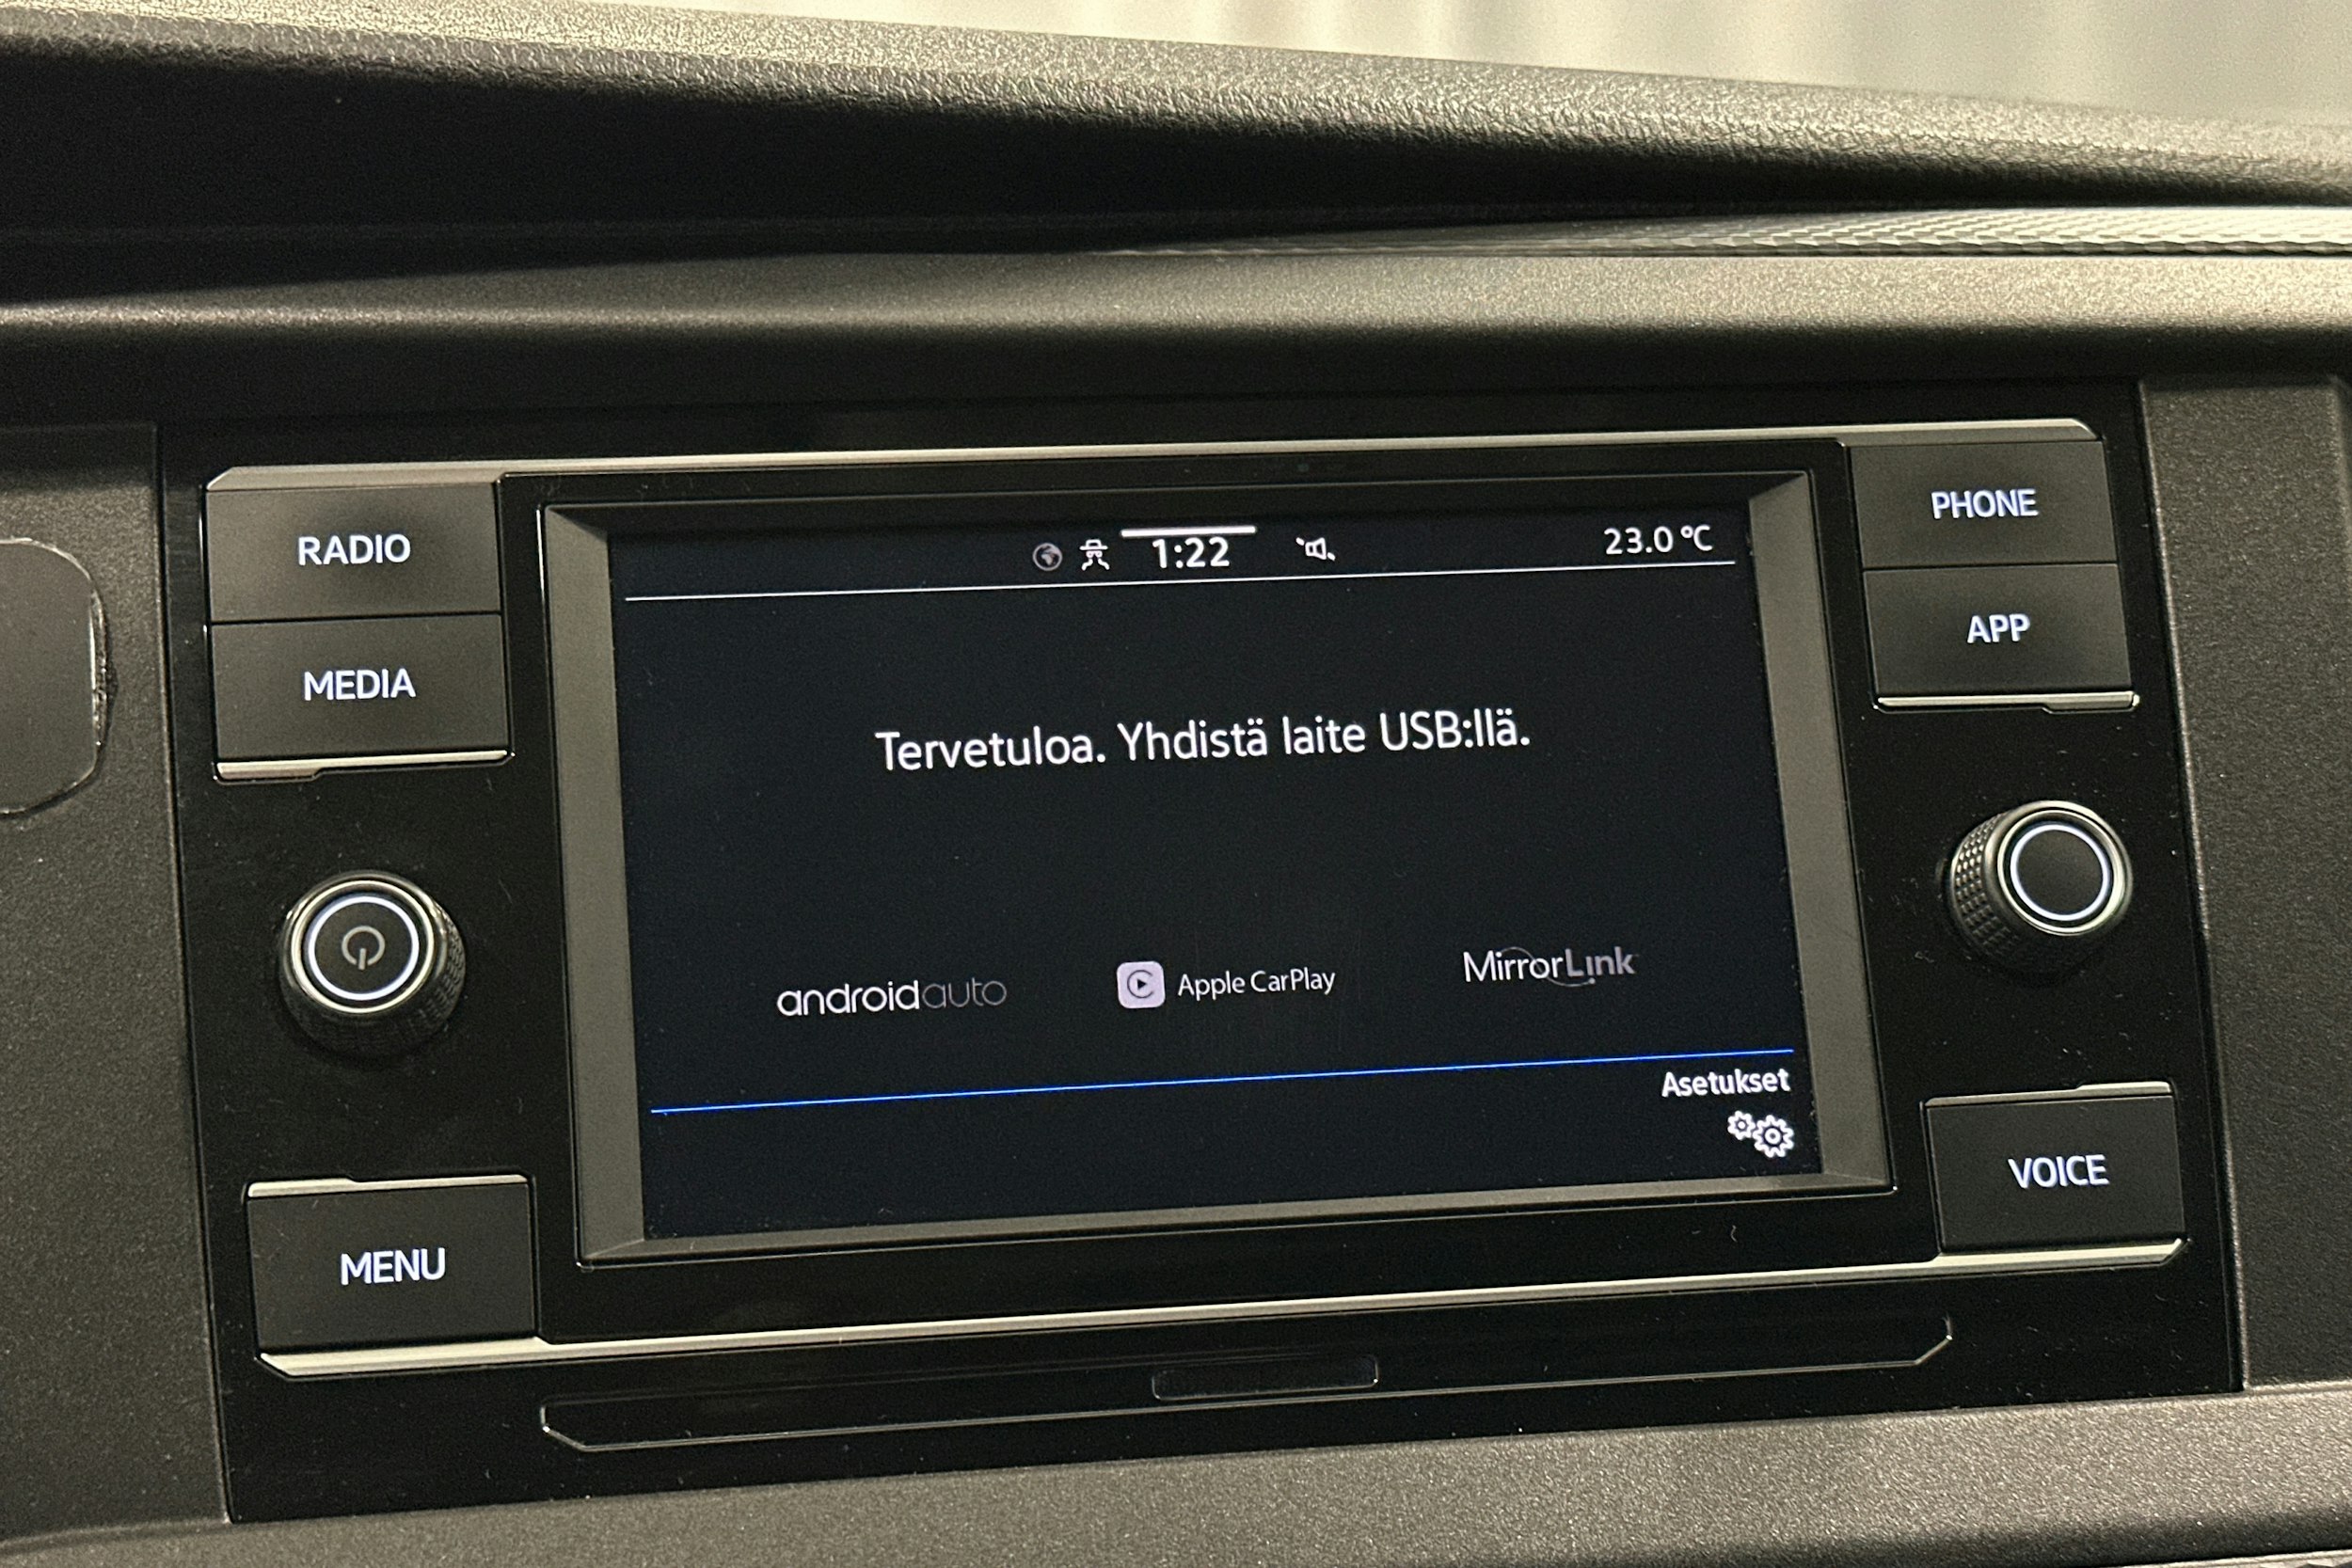 RADIO
MEDIA
MENU
1:22
23.0 °C
Tervetuloa. Yhdistä laite USB:llä.
androidauto
Apple CarPlay
MirrorLink
Asetukset
PHONE
APP
VOICE